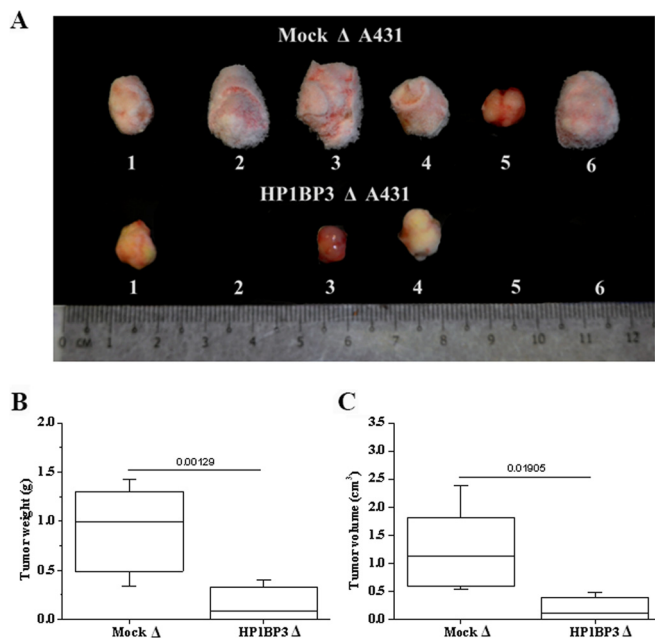 A
Mock Δ A431
1 2 3 4 5 6
HP1BP3 Δ A431
1 2 3 4 5 6
0 CM 1 2 3 4 5 6 7 8 9 10 11 12
B
2.0
1.5
1.0
0.5
0.0
Tumor weight (g)
0.00129
Mock Δ HP1BP3 Δ
C
3.5
3.0
2.5
2.0
1.5
1.0
0.5
0.0
Tumor volume (cm³)
0.01905
Mock Δ HP1BP3 Δ